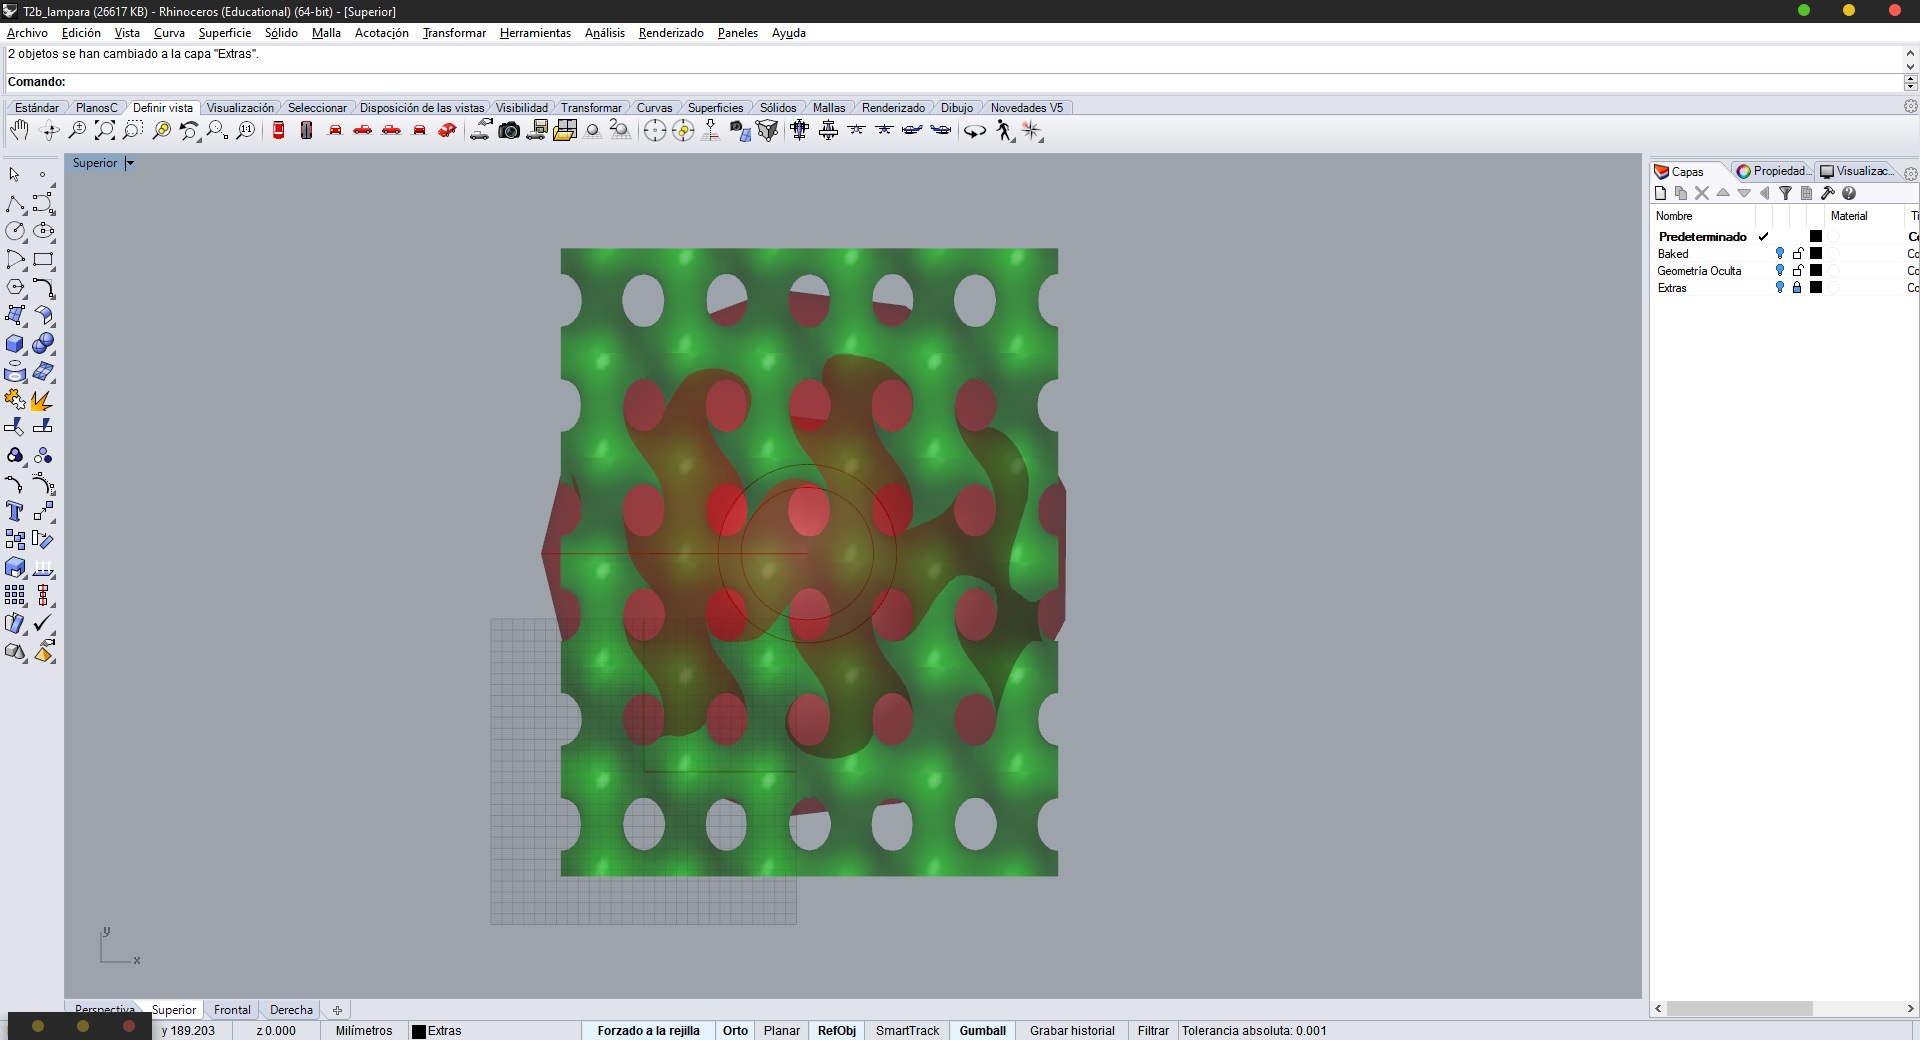 T2b_lampara (26617 KB) - Rhinoceros (Educational) (64-bit) - [Superior]
Archivo Edición Vista Curva Superficie Sólido Malla Acotación Transformar Herramientas Análisis Renderizado Paneles Ayuda
2 objetos se han cambiado a la capa "Extras".
Comando:
Estándar PlanosC Definir vista Visualización Seleccionar Disposición de las vistas Visibilidad Transformar Curvas Superficies Sólidos Mallas Renderizado Dibujo Novedades V5
1:1 2
Superior
Capas Propiedad... Visualizac...
Nombre Material Ti
Predeterminado Co
Baked Co
Geometría Oculta Co
Extras Co
y
x
Perspectiva Superior Frontal Derecha
y 189.203 z 0.000 Milímetros Extras Forzado a la rejilla Orto Planar RefObj SmartTrack Gumball Grabar historial Filtrar Tolerancia absoluta: 0.001